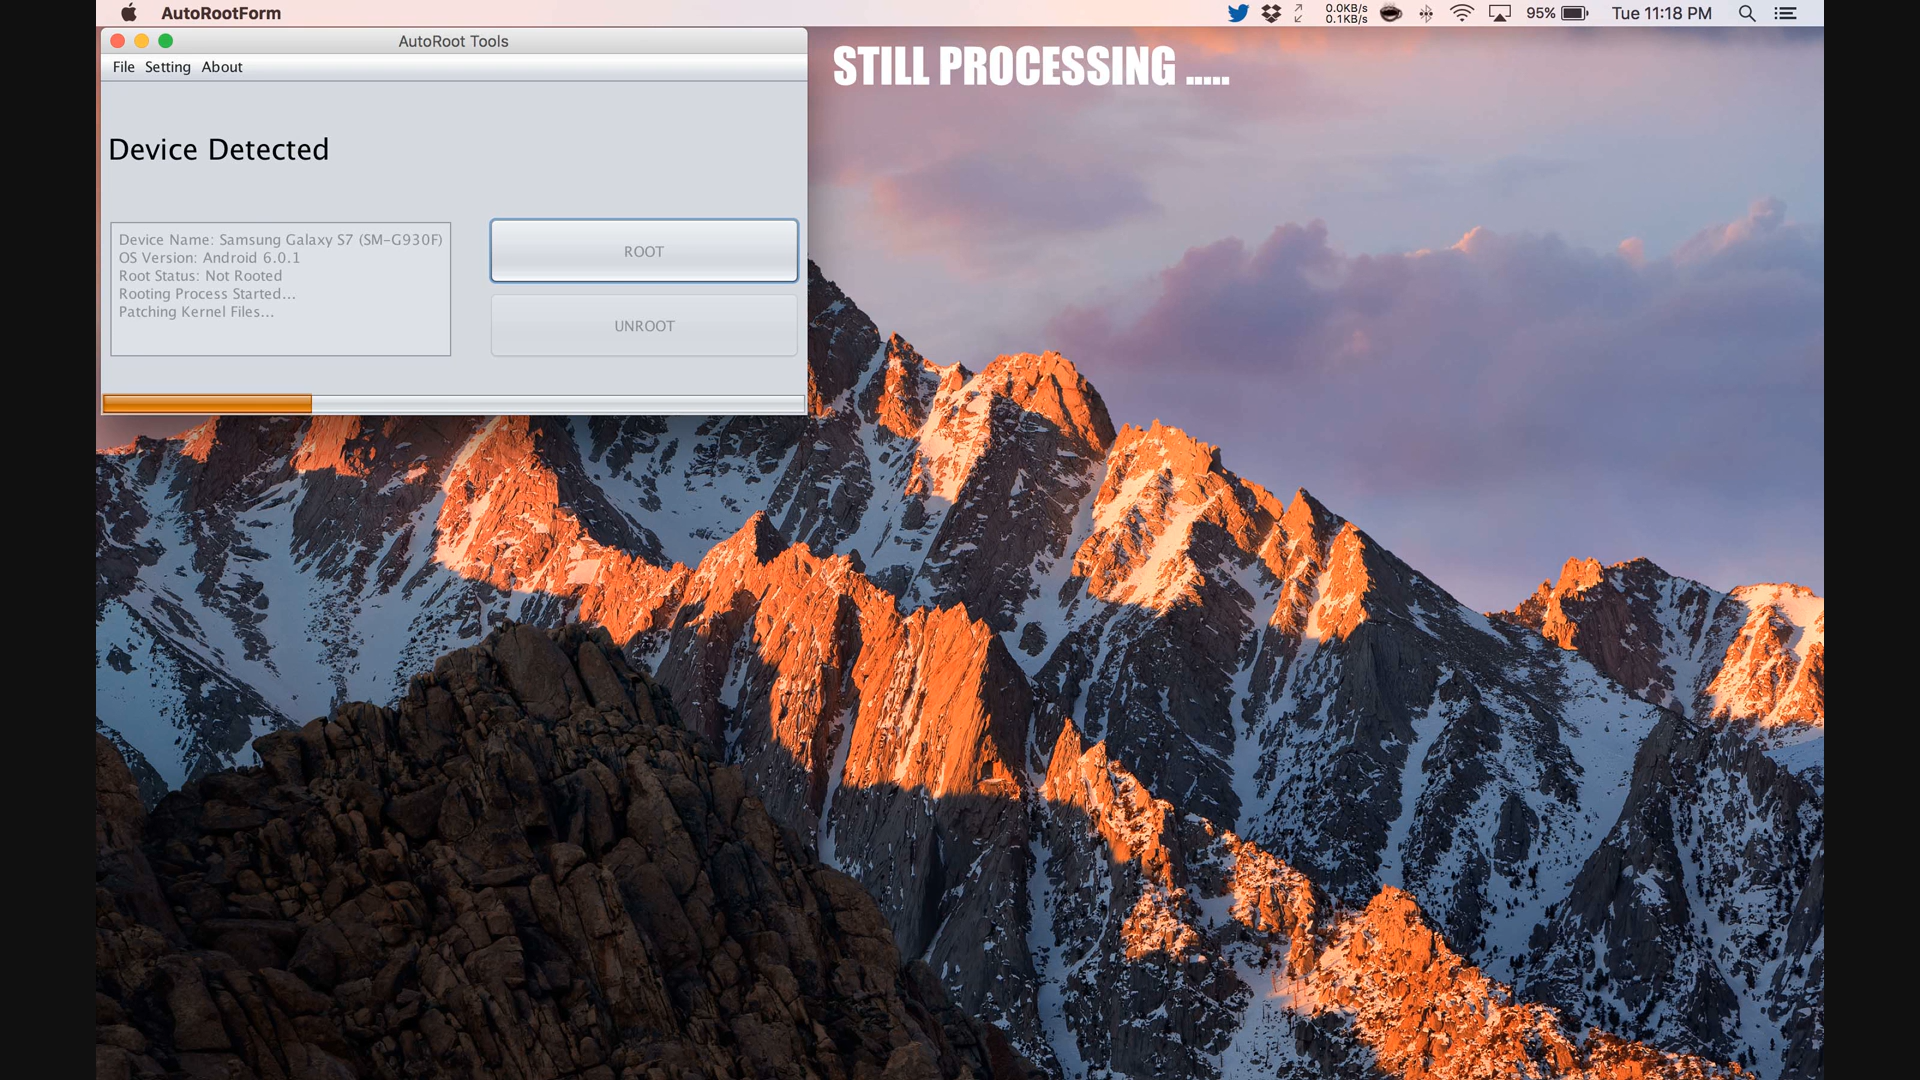 AutoRootForm
0.0KB/s
0.1KB/s
95%
Tue 11:18 PM
AutoRoot Tools
File Setting About
STILL PROCESSING .....
Device Detected
Device Name: Samsung Galaxy S7 (SM-G930F)
OS Version: Android 6.0.1
Root Status: Not Rooted
Rooting Process Started...
Patching Kernel Files...
ROOT
UNROOT